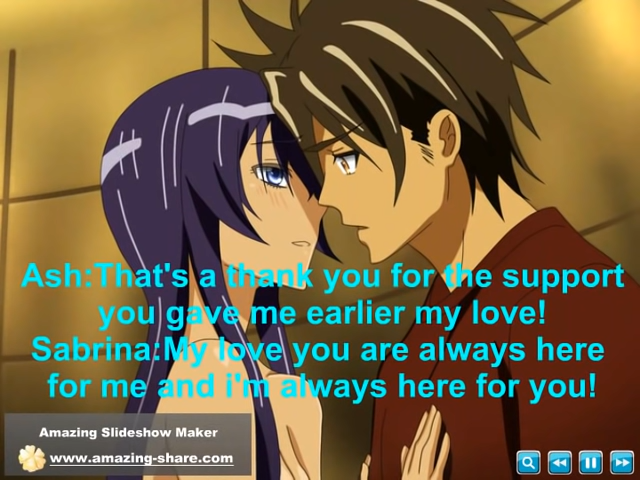 Ash:That's a thank you for the support
you gave me earlier my love!
Sabrina:My love you are always here
for me and i'm always here for you!
Amazing Slideshow Maker
www.amazing-share.com